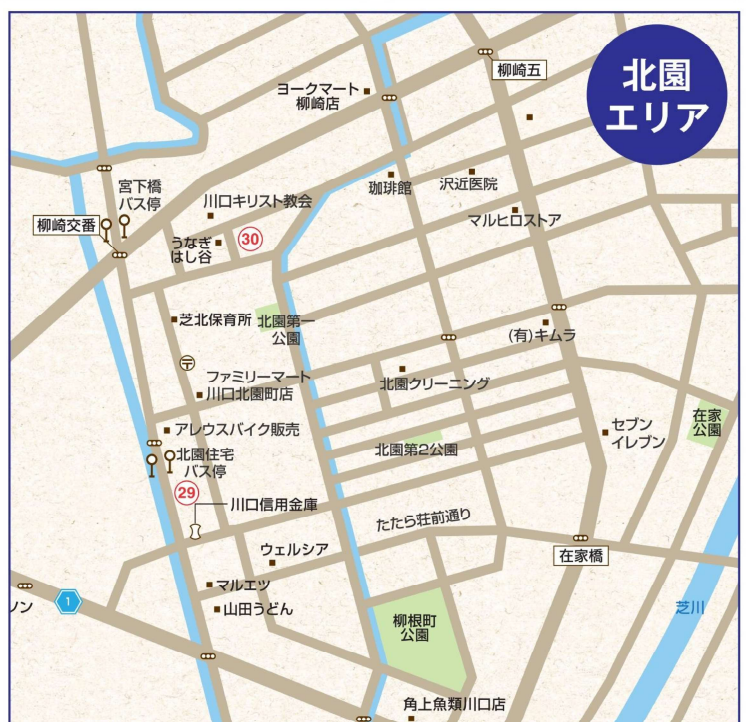 北園
エリア
柳崎五
ヨークマート
柳崎店
宮下橋
バス停
川口キリスト教会
珈琲館
沢近医院
柳崎交番
マルヒロストア
うなぎ
はし谷
30
芝北保育所
北園第一
公園
(有)キムラ
〒
ファミリーマート
川口北園町店
北園クリーニング
アレウスバイク販売
セブン
イレブン
在家
公園
北園住宅
バス停
北園第2公園
29
川口信用金庫
たたら荘前通り
在家橋
ウェルシア
マルエツ
ノン
1
山田うどん
柳根町
公園
芝川
角上魚類川口店